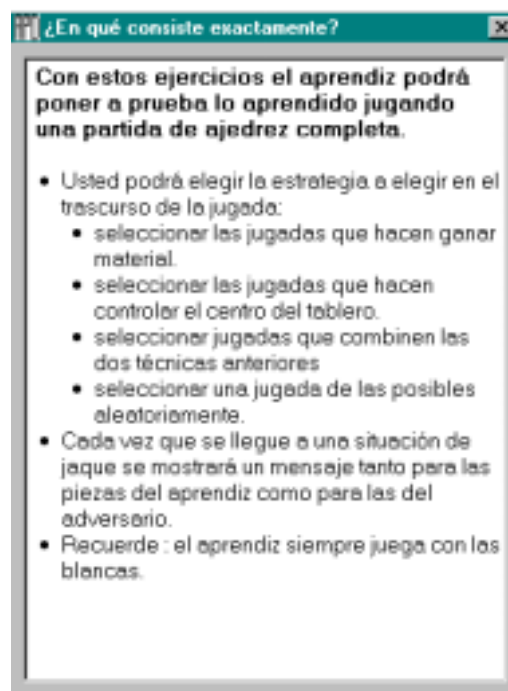 ¿En qué consiste exactamente?
Con estos ejercicios el aprendiz podrá
poner a prueba lo aprendido jugando
una partida de ajedrez completa.
• Usted podrá elegir la estrategia a elegir en el
trascurso de la jugada:
• seleccionar las jugadas que hacen ganar
material.
• seleccionar las jugadas que hacen
controlar el centro del tablero.
• seleccionar jugadas que combinen las
dos técnicas anteriores
• seleccionar una jugada de las posibles
aleatoriamente.
• Cada vez que se llegue a una situación de
jaque se mostrará un mensaje tanto para las
piezas del aprendiz como para las del
adversario.
• Recuerde : el aprendiz siempre juega con las
blancas.